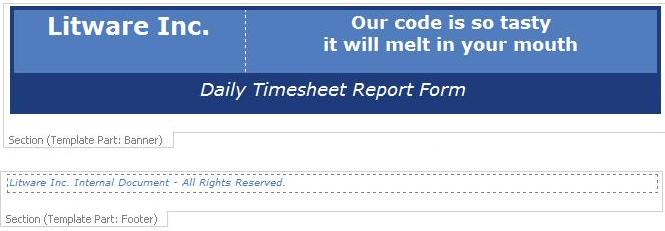 Litware Inc.
Our code is so tasty
it will melt in your mouth
Daily Timesheet Report Form
Section (Template Part: Banner)
Litware Inc. Internal Document - All Rights Reserved.
Section (Template Part: Footer)